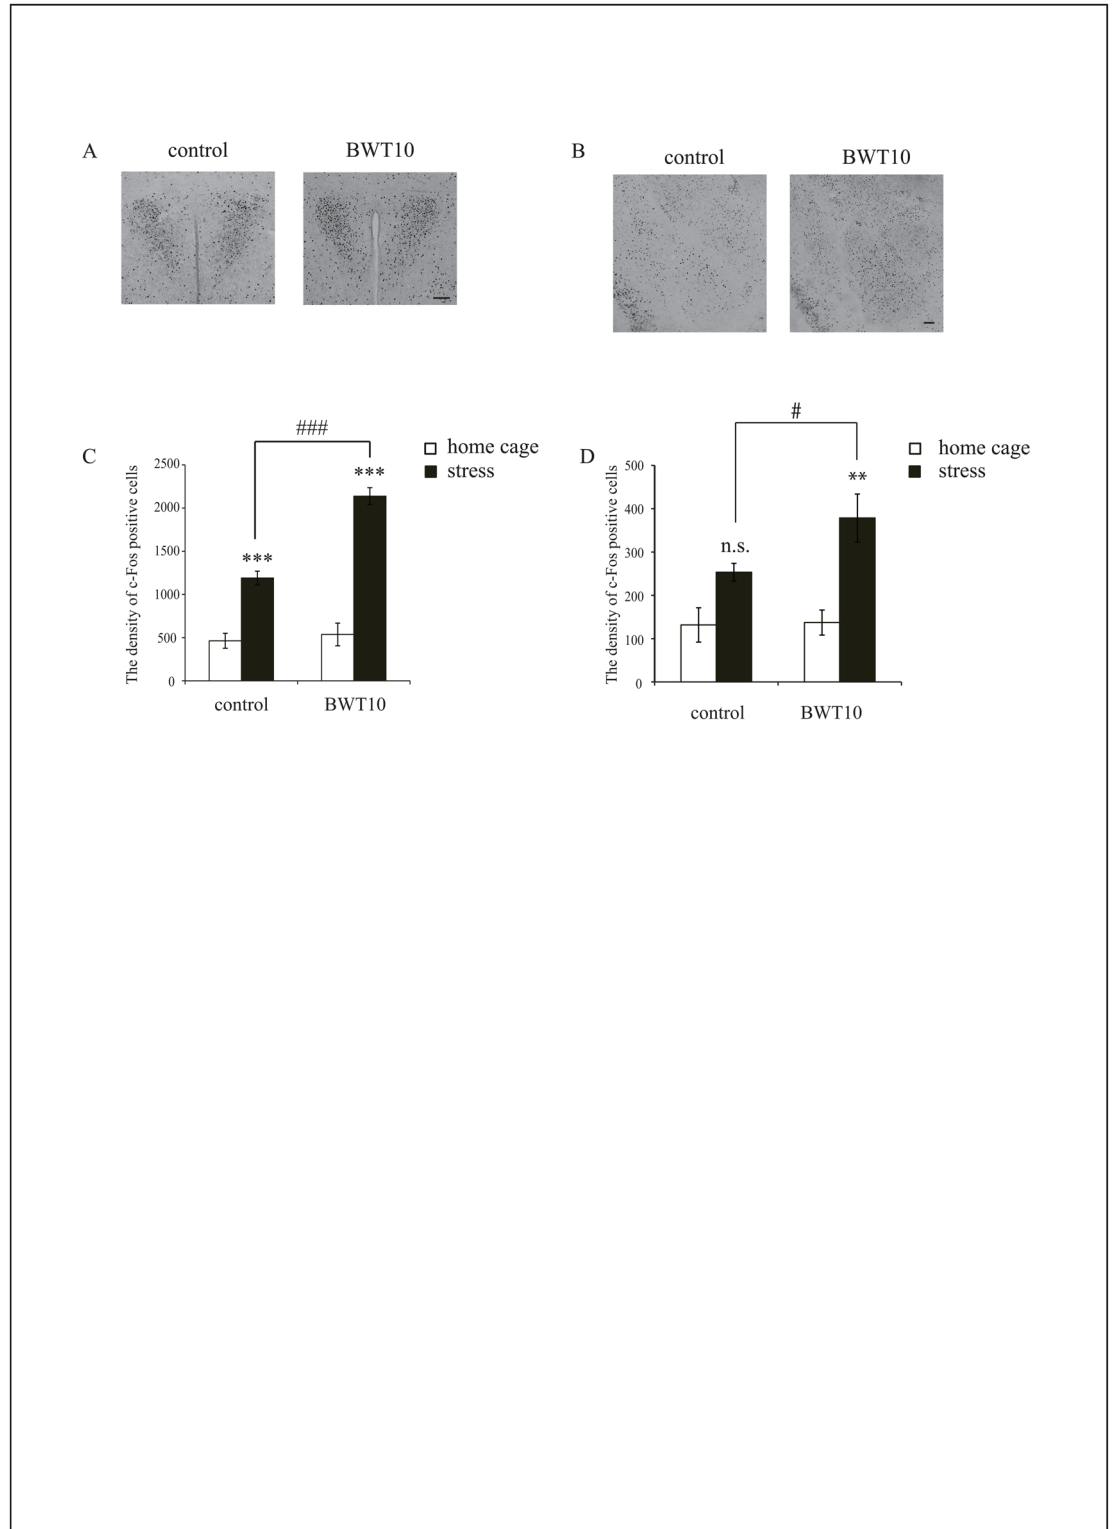 A
control
BWT10
B
control
BWT10
C
###
home cage
stress
The density of c-Fos positive cells
2500
2000
1500
1000
500
0
***
***
control
BWT10
D
#
home cage
stress
The density of c-Fos positive cells
500
400
300
200
100
0
n.s.
**
control
BWT10